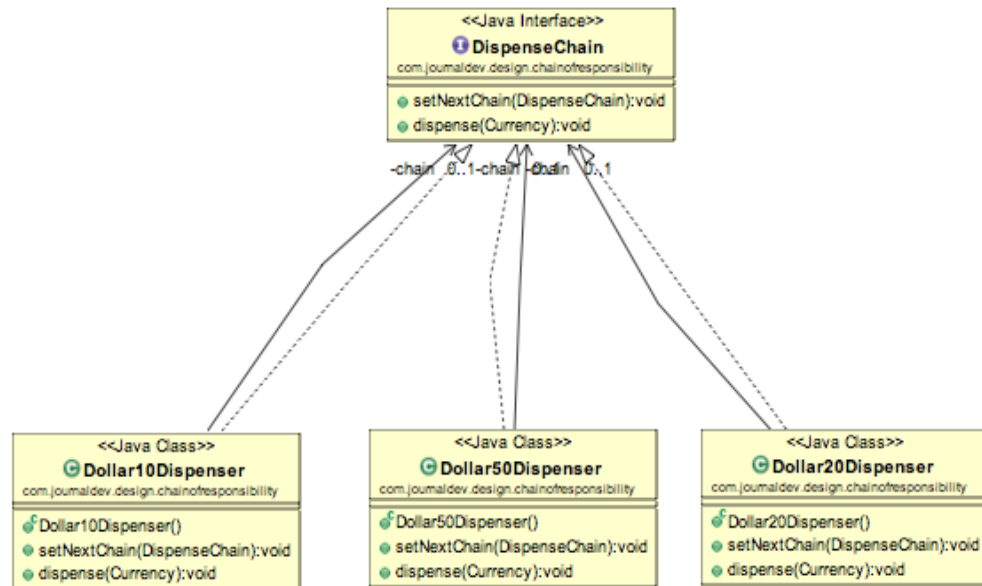 <<Java Interface>>
I DispenseChain
com.journaldev.design.chainofresponsibility
setNextChain(DispenseChain):void
dispense(Currency):void
-chain 0..1 -chain -chain 0..1
<<Java Class>>
C Dollar10Dispenser
com.journaldev.design.chainofresponsibility
C Dollar10Dispenser()
setNextChain(DispenseChain):void
dispense(Currency):void
<<Java Class>>
C Dollar50Dispenser
com.journaldev.design.chainofresponsibility
C Dollar50Dispenser()
setNextChain(DispenseChain):void
dispense(Currency):void
<<Java Class>>
C Dollar20Dispenser
com.journaldev.design.chainofresponsibility
C Dollar20Dispenser()
setNextChain(DispenseChain):void
dispense(Currency):void